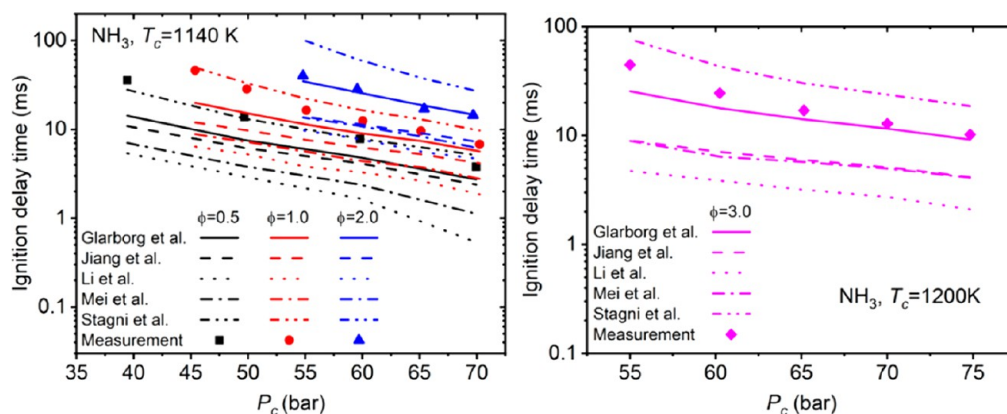 NH3, Tc=1140 K
Ignition delay time (ms)
100
10
1
0.1
ϕ=0.5 ϕ=1.0 ϕ=2.0
Glarborg et al.
Jiang et al.
Li et al.
Mei et al.
Stagni et al.
Measurement
35 40 45 50 55 60 65 70
Pc (bar)
Ignition delay time (ms)
100
10
1
0.1
ϕ=3.0
Glarborg et al.
Jiang et al.
Li et al.
Mei et al.
Stagni et al.
Measurement
NH3, Tc=1200K
55 60 65 70 75
Pc (bar)